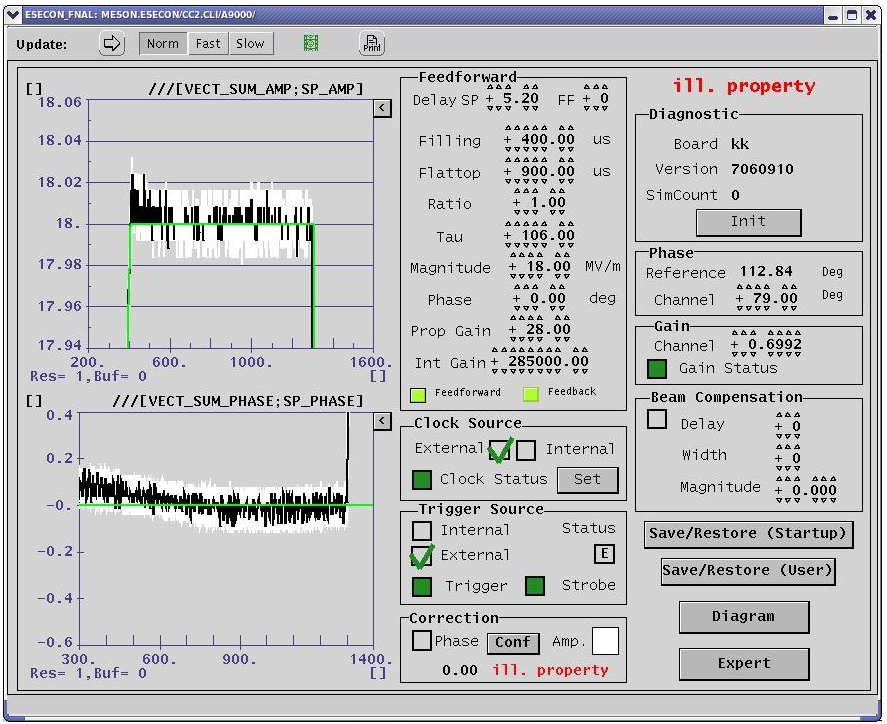 ESECON_FNAL: MESON.ESECON/CC2.CLI/A9000/
Update: Norm Fast Slow Print
[] ///[VECT_SUM_AMP;SP_AMP] <
18.06
18.04
18.02
18.
17.98
17.96
17.94
200. 600. 1000. 1600.
Res= 1,Buf= 0 []
[] ///[VECT_SUM_PHASE;SP_PHASE] <
0.4
0.2
-0.
-0.2
-0.4
-0.6
300. 600. 900. 1400.
Res= 1,Buf= 0 []
Feedforward
Delay SP + 5.20 FF + 0
Filling + 400.00 us
Flattop + 900.00 us
Ratio + 1.00
Tau + 106.00
Magnitude + 18.00 MV/m
Phase + 0.00 deg
Prop Gain + 28.00
Int Gain + 285000.00
Feedforward Feedback
Clock Source
External Internal
Clock Status Set
Trigger Source
Internal Status
External E
Trigger Strobe
Correction
Phase Conf Amp.
0.00 ill. property
ill. property
Diagnostic
Board kk
Version 7060910
SimCount 0
Init
Phase
Reference 112.84 Deg
Channel + 79.00 Deg
Gain
Channel + 0.6992
Gain Status
Beam Compensation
Delay + 0
Width + 0
Magnitude + 0.000
Save/Restore (Startup)
Save/Restore (User)
Diagram
Expert